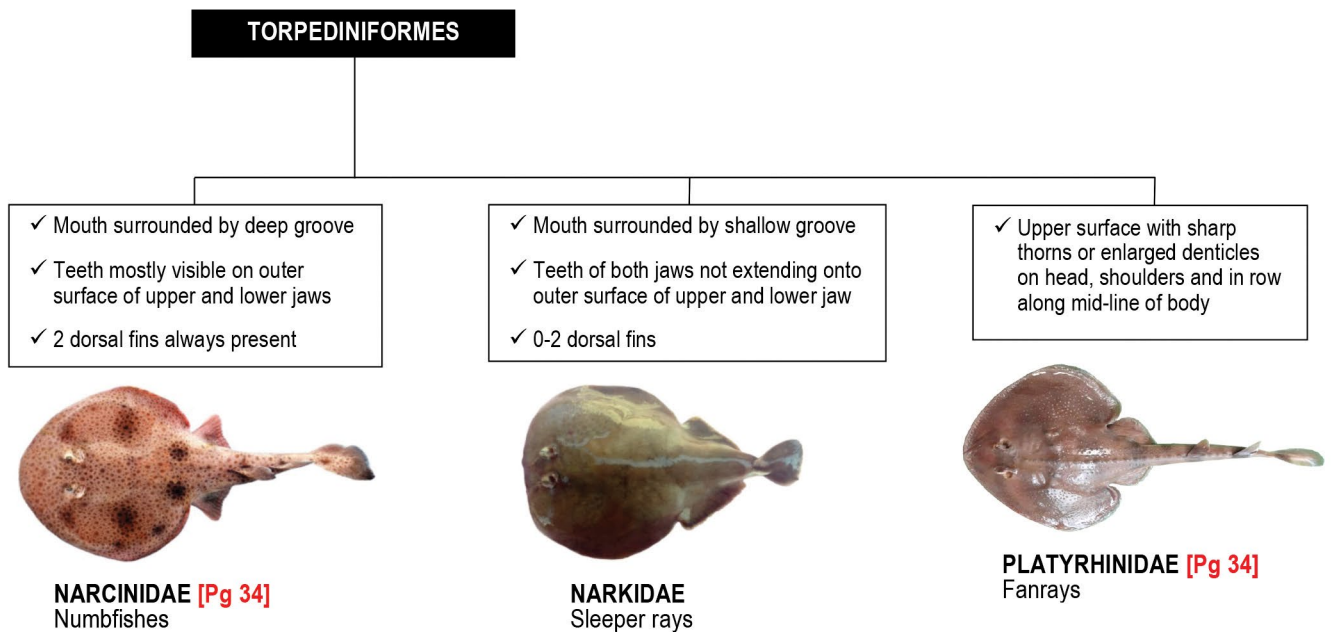 TORPEDINIFORMES
✓ Mouth surrounded by deep groove
✓ Teeth mostly visible on outer
surface of upper and lower jaws
✓ 2 dorsal fins always present
✓ Mouth surrounded by shallow groove
✓ Teeth of both jaws not extending onto
outer surface of upper and lower jaw
✓ 0-2 dorsal fins
✓ Upper surface with sharp
thorns or enlarged denticles
on head, shoulders and in row
along mid-line of body
NARCINIDAE [Pg 34]
Numbfishes
NARKIDAE
Sleeper rays
PLATYRHINIDAE [Pg 34]
Fanrays